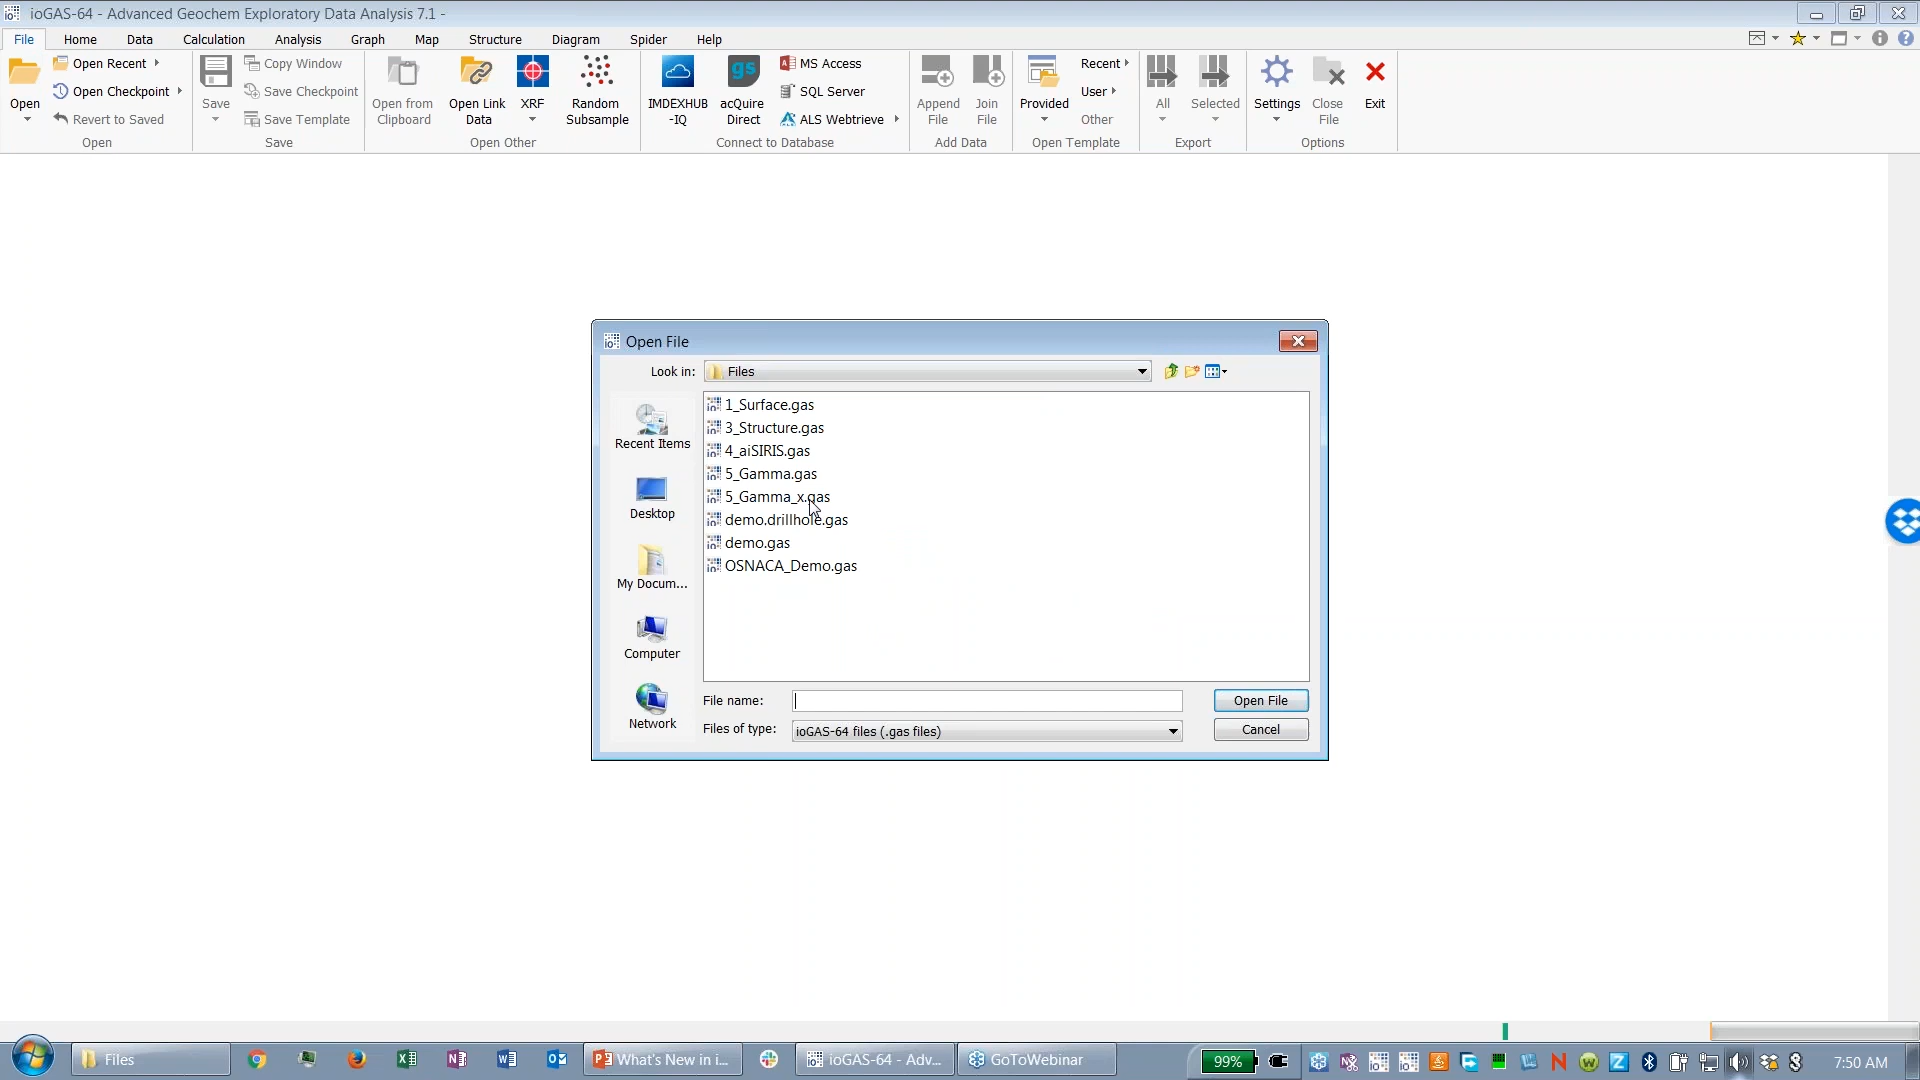 ioGAS-64 - Advanced Geochem Exploratory Data Analysis 7.1 -
File Home Data Calculation Analysis Graph Map Structure Diagram Spider Help
Open
Open Recent
Open Checkpoint
Revert to Saved
Open
Save
Copy Window
Save Checkpoint
Save Template
Save
Open from
Clipboard
Open Link
Data
XRF
Random
Subsample
Open Other
IMDEXHUB
-IQ
gs
acQuire
Direct
MS Access
SQL Server
ALS Webtrieve
Connect to Database
Append
File
Join
File
Add Data
Provided
Recent
User
Other
Open Template
All
Selected
Export
Settings
Close
File
Exit
Options
Open File
Look in:
Files
Recent Items
Desktop
My Docum...
Computer
Network
1_Surface.gas
3_Structure.gas
4_aiSIRIS.gas
5_Gamma.gas
5_Gamma_x.gas
demo.drillhole.gas
demo.gas
OSNACA_Demo.gas
File name:
Open File
Files of type:
ioGAS-64 files (.gas files)
Cancel
Files
What's New in i...
ioGAS-64 - Adv...
GoToWebinar
99%
7:50 AM